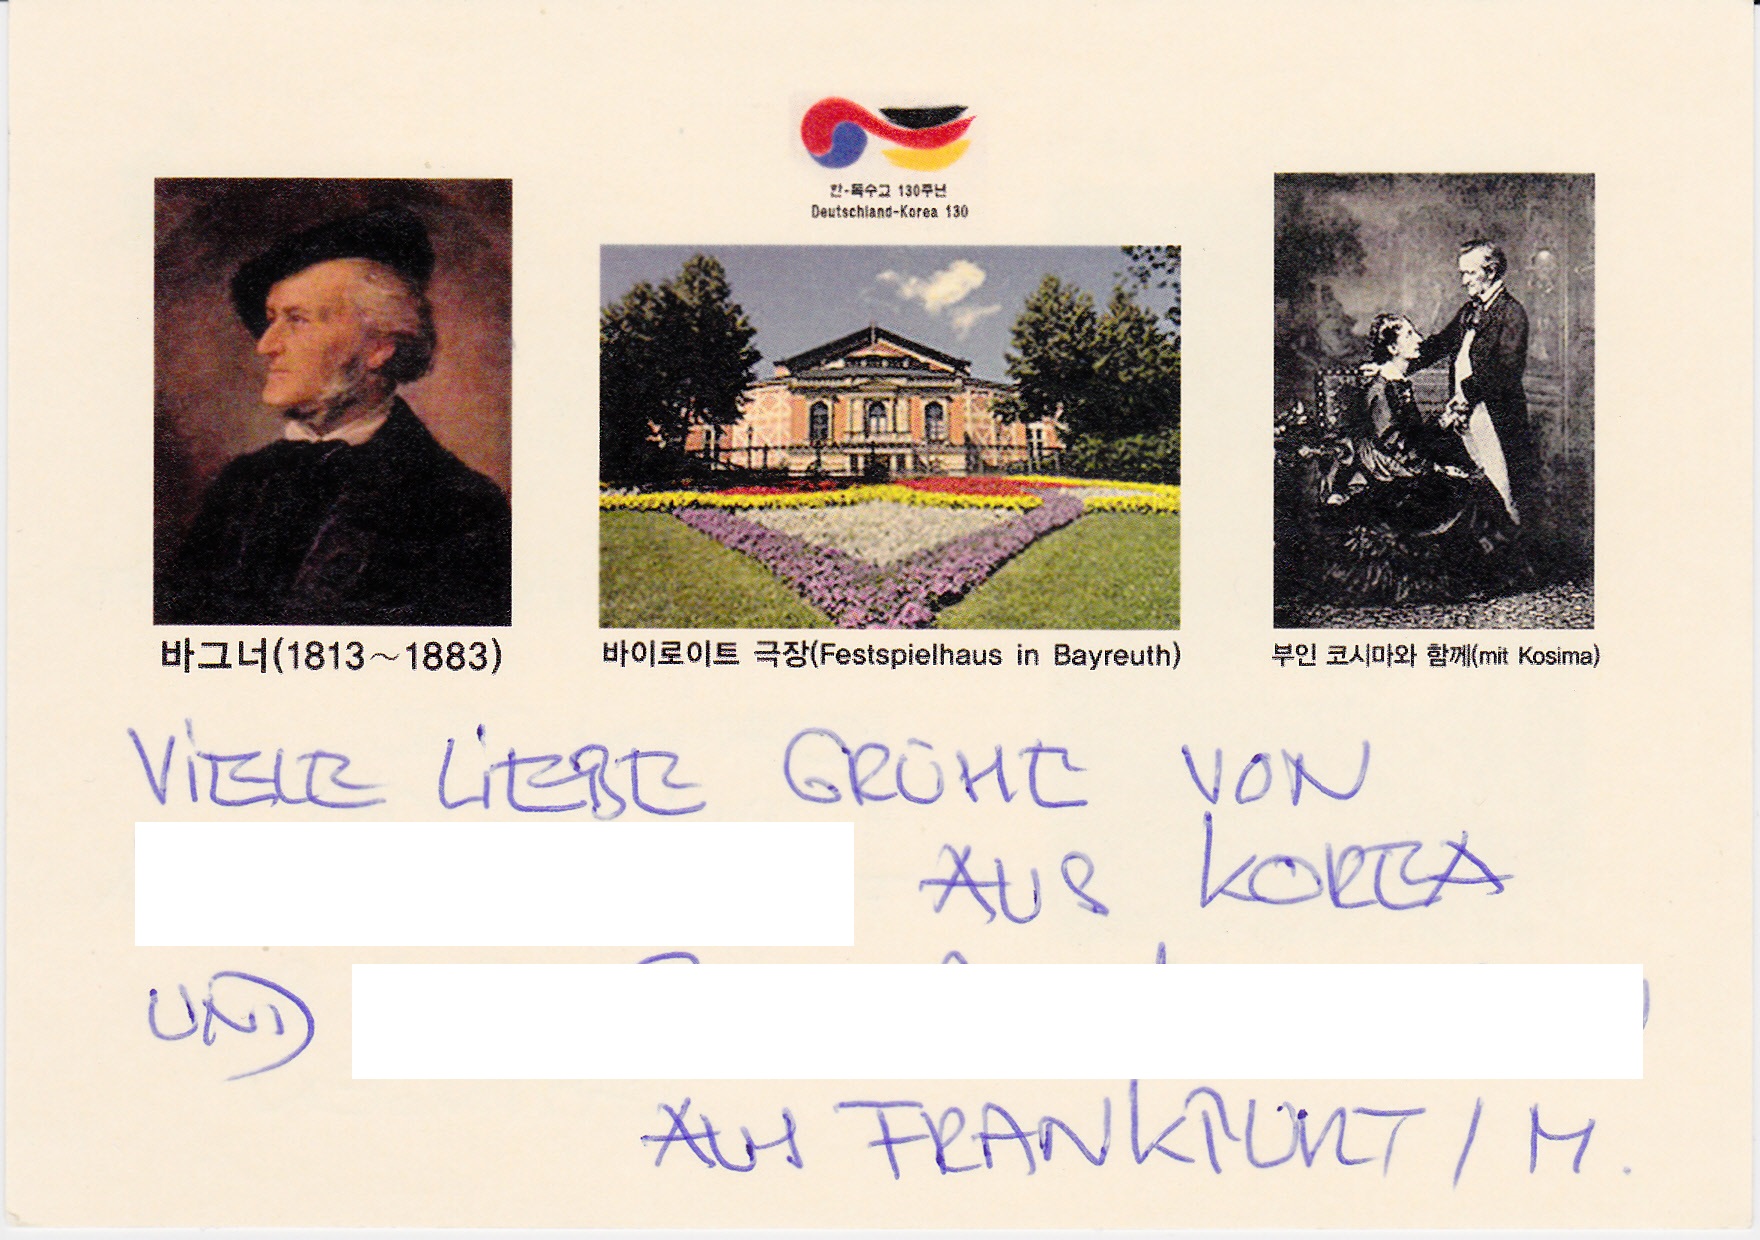 한-독수교 130주년
Deutschland-Korea 130
바그너(1813~1883)
바이로이트 극장(Festspielhaus in Bayreuth)
부인 코시마와 함께(mit Kosima)
VIELE LIEBE GRÜßE VON
AUS KOREA
UND
AUS FRANKFURT / M.